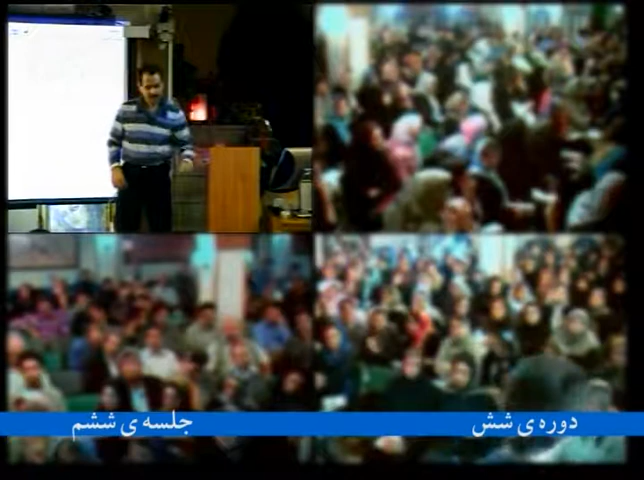 دوره ی شش
جلسه ی ششم